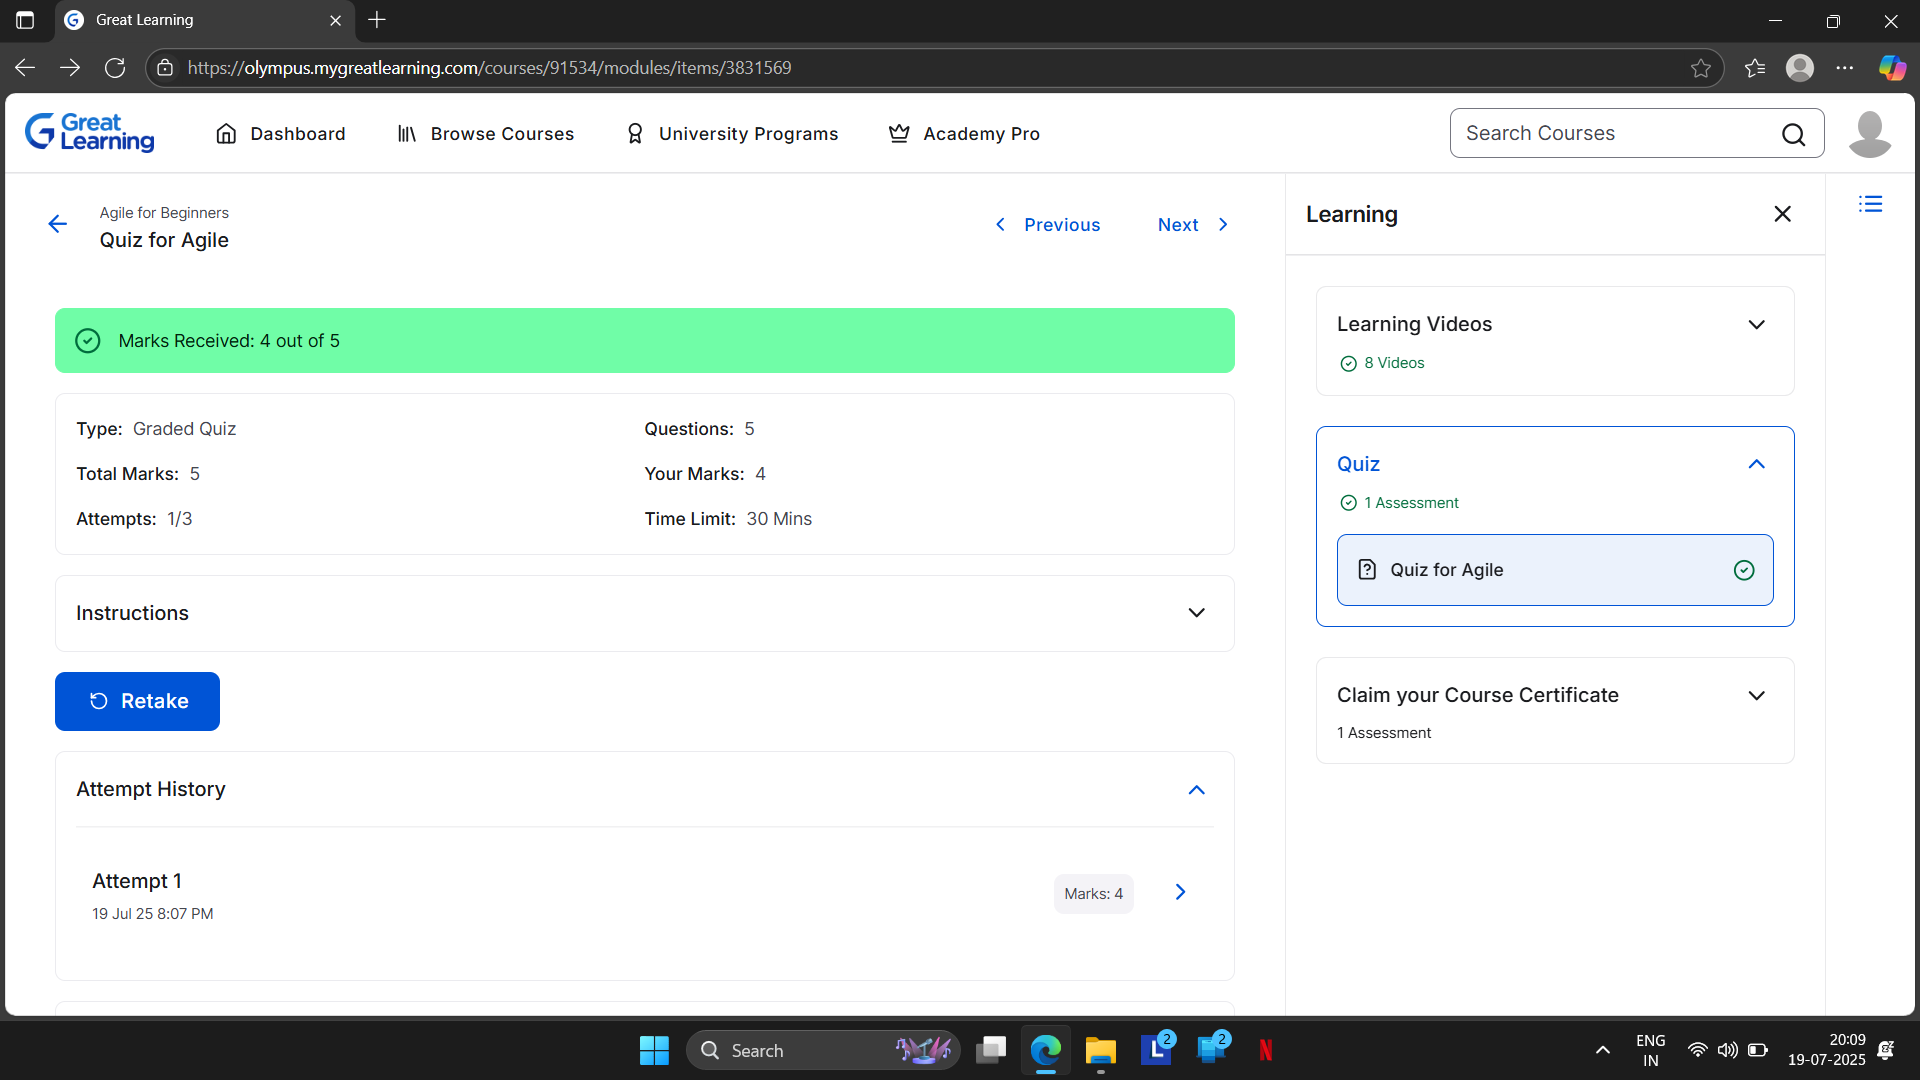 Great Learning
https://olympus.mygreatlearning.com/courses/91534/modules/items/3831569
Great Learning
Dashboard
Browse Courses
University Programs
Academy Pro
Search Courses
Agile for Beginners
Quiz for Agile
Previous
Next
Marks Received: 4 out of 5
Type: Graded Quiz
Questions: 5
Total Marks: 5
Your Marks: 4
Attempts: 1/3
Time Limit: 30 Mins
Instructions
Retake
Attempt History
Attempt 1
19 Jul 25 8:07 PM
Marks: 4
Learning
Learning Videos
8 Videos
Quiz
1 Assessment
Quiz for Agile
Claim your Course Certificate
1 Assessment
Search
L
2
2
N
ENG
IN
20:09
19-07-2025